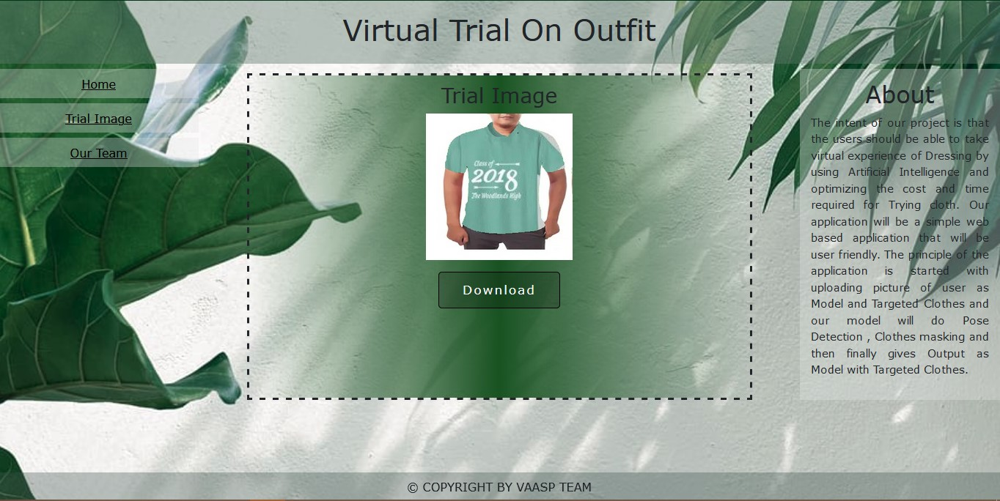 Virtual Trial On Outfit
Home
Trial Image
Our Team
Trial Image
Class of
2018
The Woodlands High
Download
About
The intent of our project is that
the users should be able to take
virtual experience of Dressing by
using Artificial Intelligence and
optimizing the cost and time
required for Trying cloth. Our
application will be a simple web
based application that will be
user friendly. The principle of the
application is started with
uploading picture of user as
Model and Targeted Clothes and
our model will do Pose
Detection , Clothes masking and
then finally gives Output as
Model with Targeted Clothes.
© COPYRIGHT BY VAASP TEAM